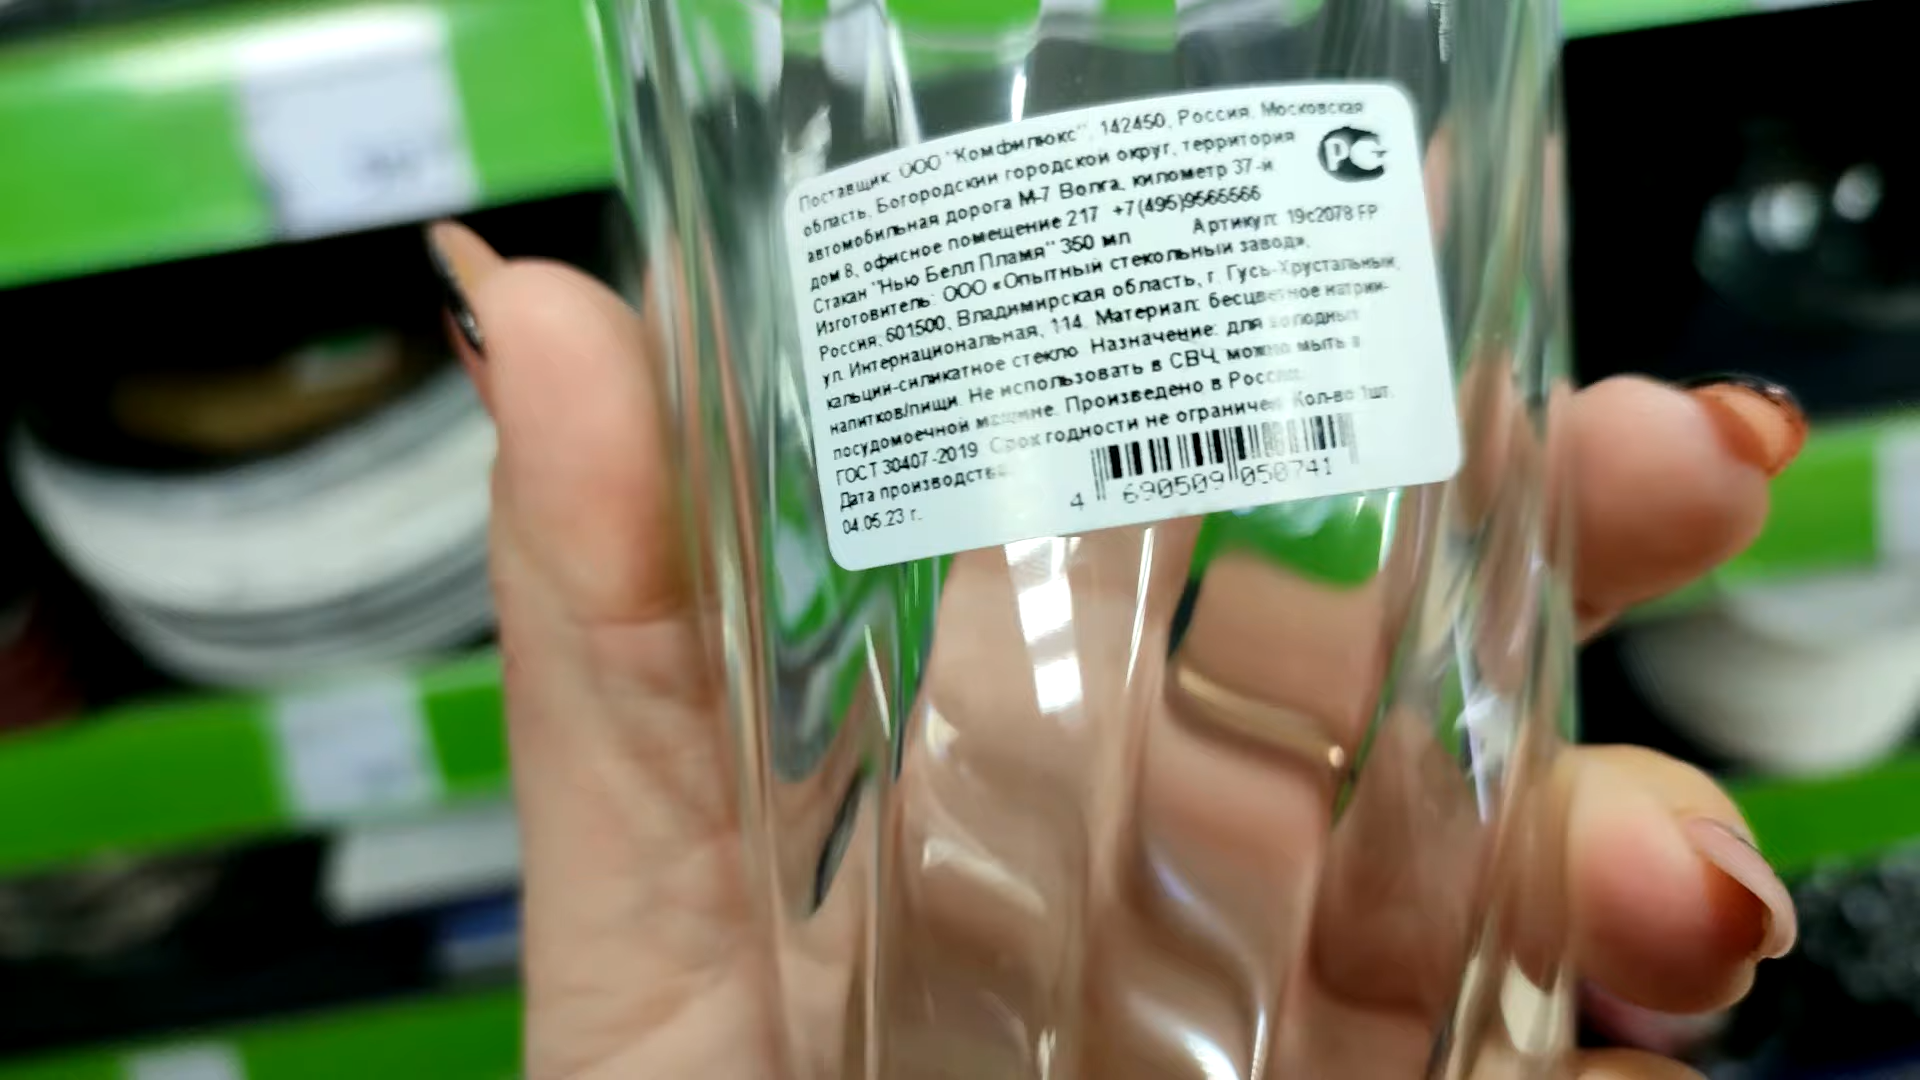 Поставщик: ООО "Комфилюкс", 142450, Россия, Московская
область, Богородский городской округ, территория
автомобильная дорога М-7 Волга, километр 37-й
дом 8, офисное помещение 217 +7(495)9565566
Стакан "Нью Белл Пламя" 350 мл Артикул: 19с2078 FP
Изготовитель: ООО «Опытный стекольный завод»,
Россия, 601500, Владимирская область, г. Гусь-Хрустальный,
ул. Интернациональная, 114. Материал: бесцветное натрий-
кальций-силикатное стекло Назначение: для холодных
напитков/пищи. Не использовать в СВЧ, можно мыть в
посудомоечной машине. Произведено в России.
ГОСТ 30407-2019 Срок годности не ограничен Кол-во 1шт.
Дата производства:
04.05.23 г.
4 690509 050741
РСТ